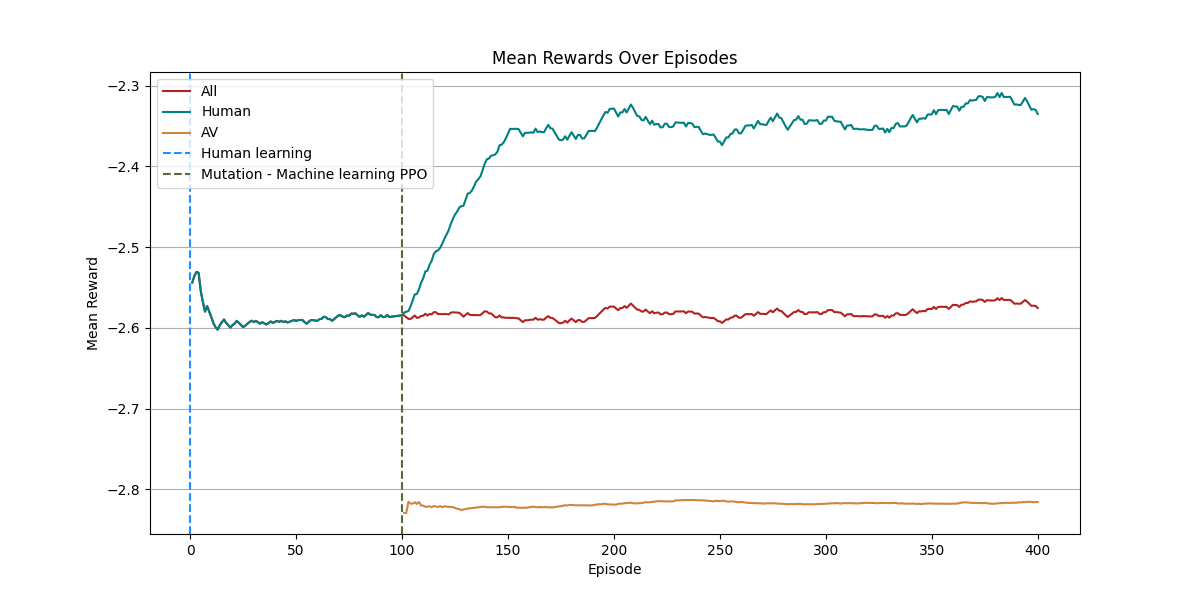 Mean Rewards Over Episodes
All
Human
AV
Human learning
Mutation - Machine learning PPO
Mean Reward
−2.3
−2.4
−2.5
−2.6
−2.7
−2.8
0 50 100 150 200 250 300 350 400
Episode